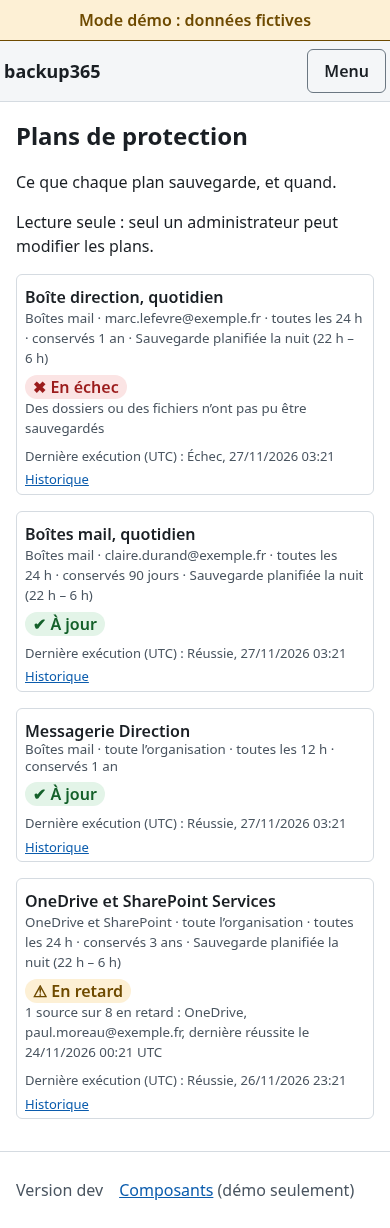 Mode démo : données fictives
backup365
Menu
Plans de protection
Ce que chaque plan sauvegarde, et quand.
Lecture seule : seul un administrateur peut
modifier les plans.
Boîte direction, quotidien
Boîtes mail · marc.lefevre@exemple.fr · toutes les 24 h
· conservés 1 an · Sauvegarde planifiée la nuit (22 h –
6 h)
✖ En échec
Des dossiers ou des fichiers n’ont pas pu être
sauvegardés
Dernière exécution (UTC) : Échec, 27/11/2026 03:21
Historique
Boîtes mail, quotidien
Boîtes mail · claire.durand@exemple.fr · toutes les
24 h · conservés 90 jours · Sauvegarde planifiée la nuit
(22 h – 6 h)
✔ À jour
Dernière exécution (UTC) : Réussie, 27/11/2026 03:21
Historique
Messagerie Direction
Boîtes mail · toute l’organisation · toutes les 12 h ·
conservés 1 an
✔ À jour
Dernière exécution (UTC) : Réussie, 27/11/2026 03:21
Historique
OneDrive et SharePoint Services
OneDrive et SharePoint · toute l’organisation · toutes
les 24 h · conservés 3 ans · Sauvegarde planifiée la
nuit (22 h – 6 h)
⚠ En retard
1 source sur 8 en retard : OneDrive,
paul.moreau@exemple.fr, dernière réussite le
24/11/2026 00:21 UTC
Dernière exécution (UTC) : Réussie, 26/11/2026 23:21
Historique
Version dev Composants (démo seulement)